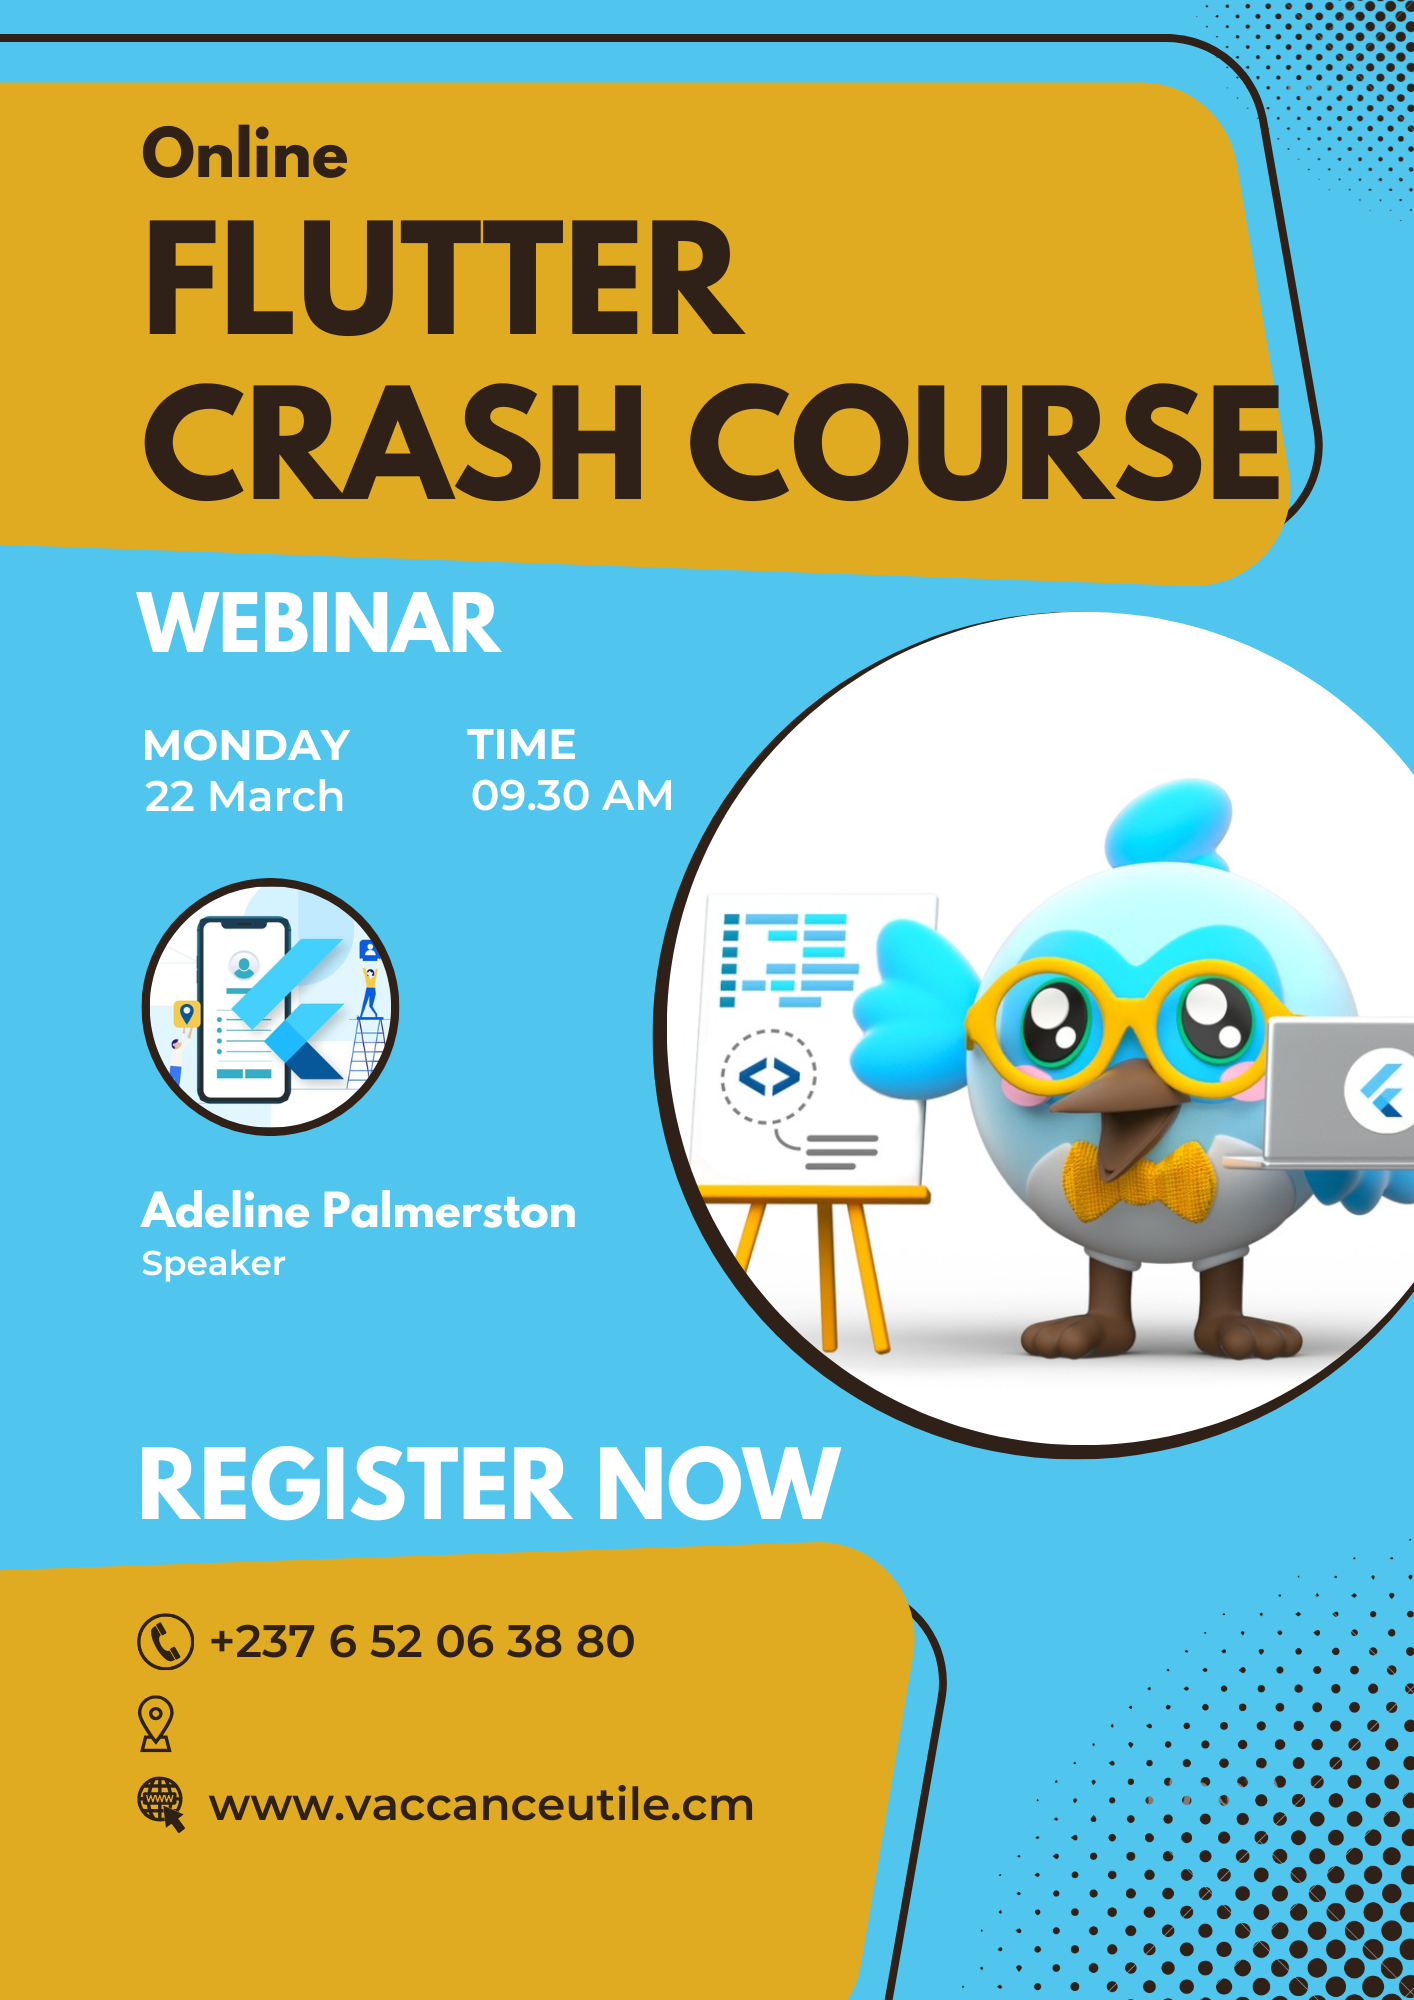 Online
FLUTTER
CRASH COURSE
WEBINAR
MONDAY
22 March
TIME
09.30 AM
Adeline Palmerston
Speaker
REGISTER NOW
+237 6 52 06 38 80
www
www.vaccanceutile.cm